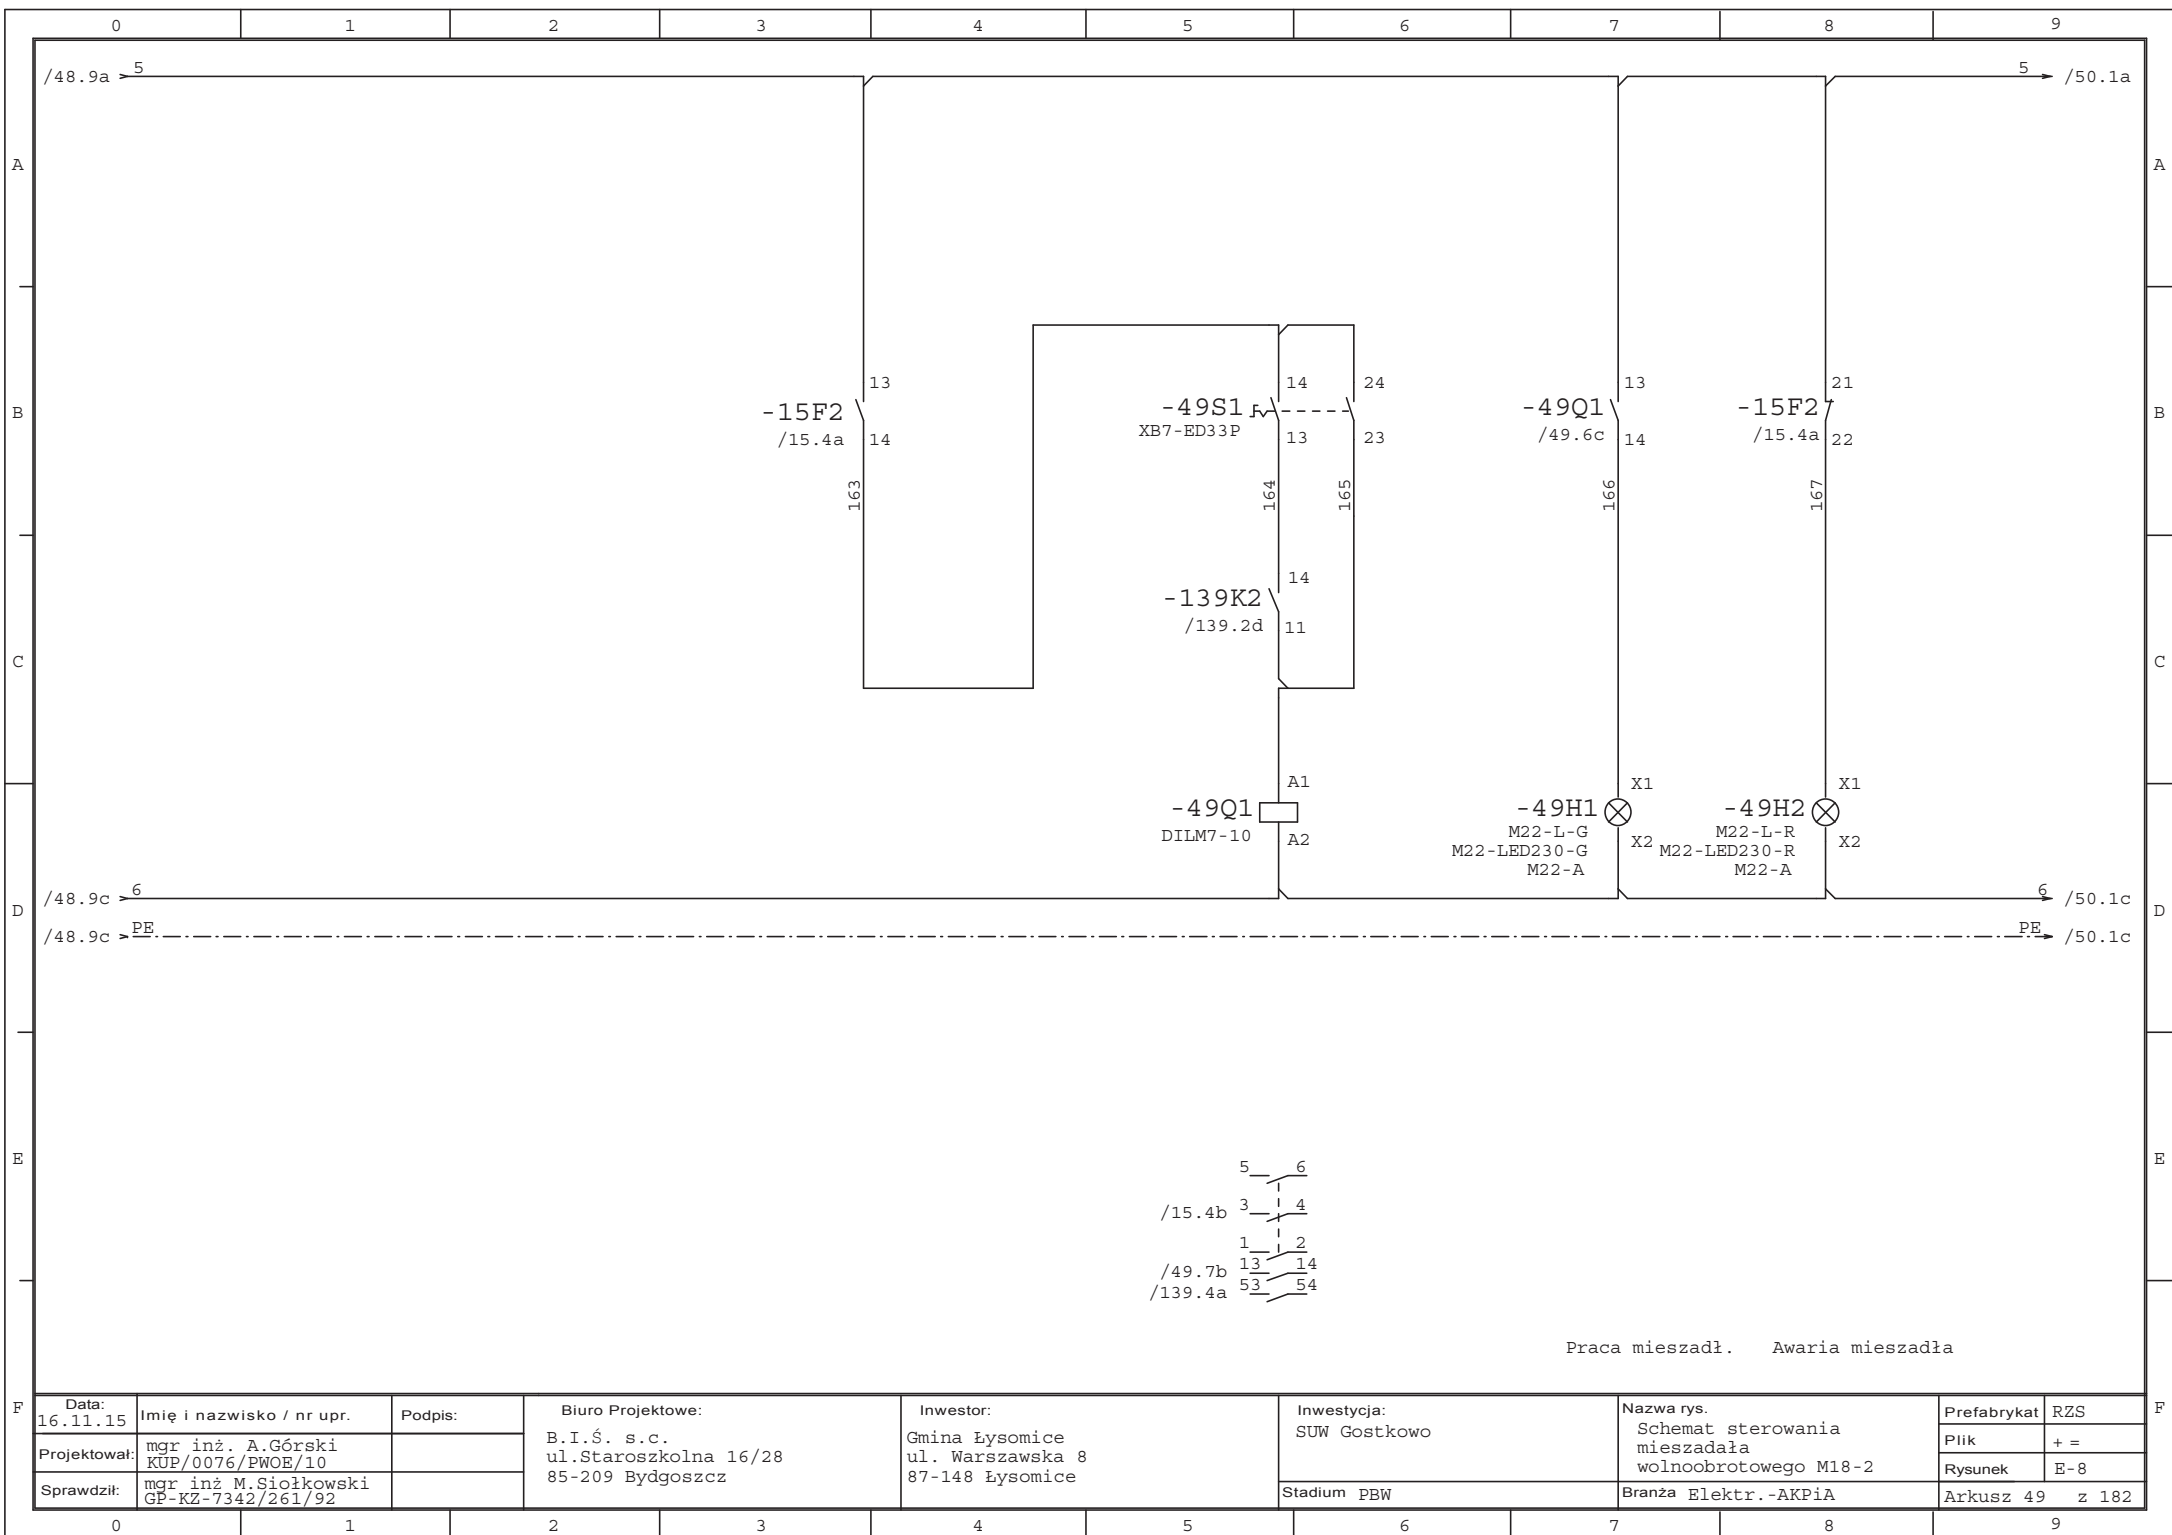 0 1 2 3 4 5 6 7 8 9
/48.9a 5 5 /50.1a
A A
13 14 24 13 21
B -15F2 -49S1 -49Q1 -15F2 B
XB7-ED33P
/15.4a 14 13 23 /49.6c 14 /15.4a 22
163 164 165 166 167
14
-139K2
/139.2d 11
C C
A1 X1 X1
-49Q1 -49H1 -49H2
DILM7-10 A2 M22-L-G X2 M22-L-R X2
M22-LED230-G M22-LED230-R
M22-A M22-A
/48.9c 6 6 /50.1c
D D
/48.9c PE PE /50.1c
E E
5 6
/15.4b 3 4
1 2
/49.7b 13 14
/139.4a 53 54
Praca mieszadł. Awaria mieszadła
F F
Data:
16.11.15
Imię i nazwisko / nr upr.
Podpis:
Projektował:
mgr inż. A.Górski
KUP/0076/PWOE/10
Sprawdził:
mgr inż M.Siołkowski
GP-KZ-7342/261/92
Biuro Projektowe:
B.I.Ś. s.c.
ul.Staroszkolna 16/28
85-209 Bydgoszcz
Inwestor:
Gmina Łysomice
ul. Warszawska 8
87-148 Łysomice
Inwestycja:
SUW Gostkowo
Stadium PBW
Nazwa rys.
Schemat sterowania
mieszadała
wolnoobrotowego M18-2
Branża Elektr.-AKPiA
Prefabrykat RZS
Plik + =
Rysunek E-8
Arkusz 49 z 182
0 1 2 3 4 5 6 7 8 9